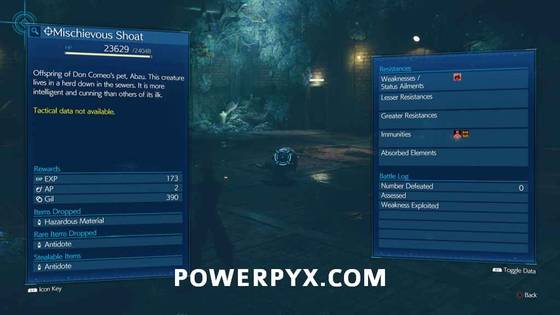 Mischievous Shoat
HP 23629 /24048
Offspring of Don Corneo's pet, Abzu. This creature
lives in a herd down in the sewers. It is more
intelligent and cunning than others of its ilk.
Tactical data not available.
Rewards
EXP 173
AP 2
Gil 390
Items Dropped
Hazardous Material
Rare Items Dropped
Antidote
Stealable Items
Antidote
Icon Key
Resistances
Weaknesses /
Status Ailments
Lesser Resistances
Greater Resistances
Immunities
Absorbed Elements
Battle Log
Number Defeated 0
Assessed
Weakness Exploited
Toggle Data
Back
POWERPYX.COM